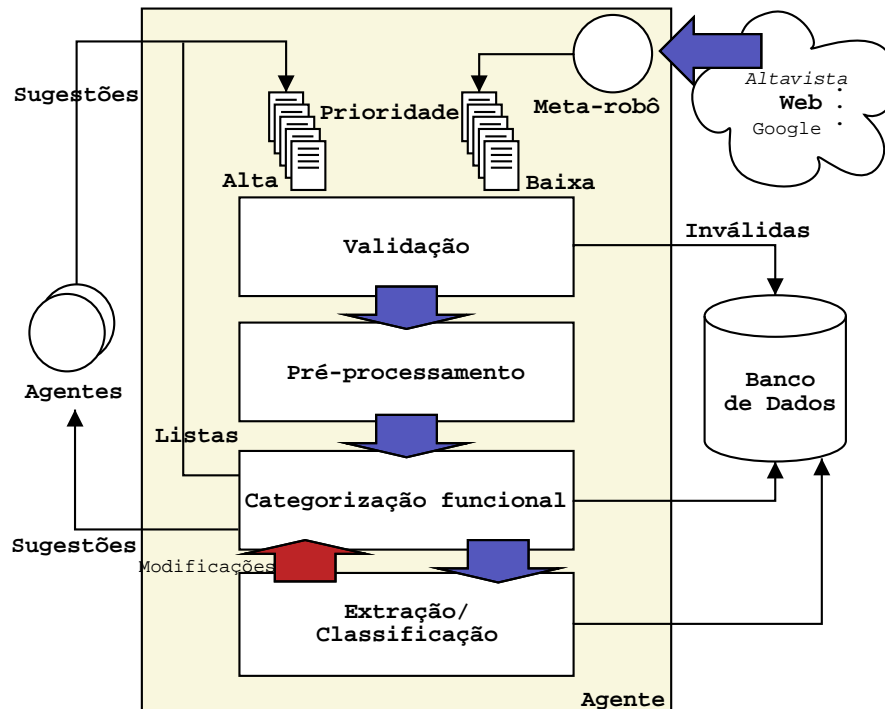 Sugestões
Prioridade
Meta-robô
Altavista
Web
Google
Alta
Baixa
Validação
Inválidas
Pré-processamento
Agentes
Banco
de Dados
Listas
Categorização funcional
Sugestões
Modificações
Extração/
Classificação
Agente